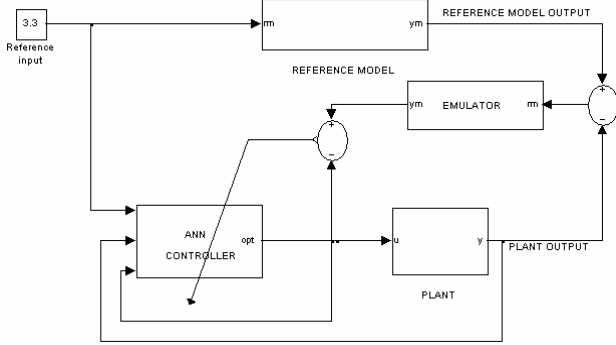 3.3
Reference
input
rm
ym
REFERENCE MODEL OUTPUT
REFERENCE MODEL
+
−
ym
EMULATOR
rm
+
−
ANN
CONTROLLER
opt
u
y
PLANT OUTPUT
PLANT